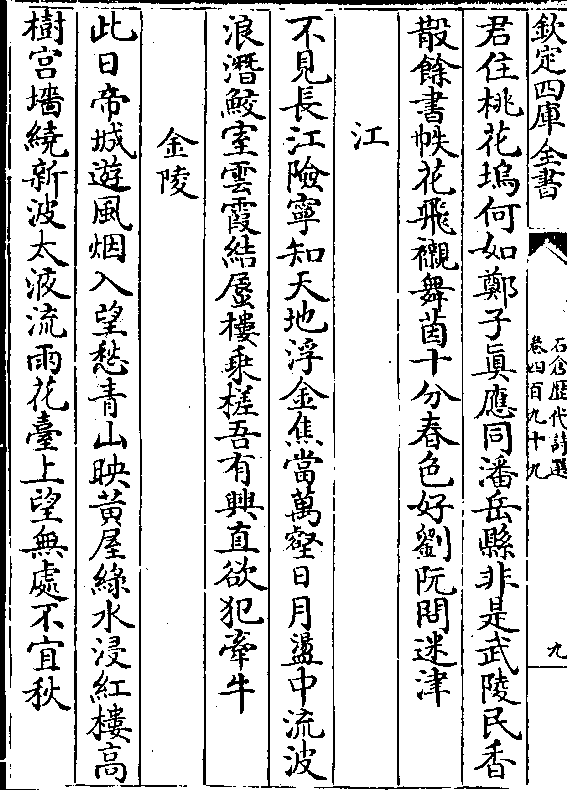 欽定四庫全書
石倉歷代詩選
卷四百九十九
九
君住桃花塢何如鄭子眞應同潘岳縣非是武陵民香
散餘書帙花飛襯舞茵十分春色好劉阮問迷津
江
不見長江險寧知天地浮金焦當萬壑日月盪中流波
浪潛鮫室雲霞結蜃樓乘槎吾有興直欲犯牽牛
金陵
此日帝城遊風烟入望愁青山映黃屋綠水浸紅樓高
樹宮墻繞新波太液流雨花臺上望無處不宜秋